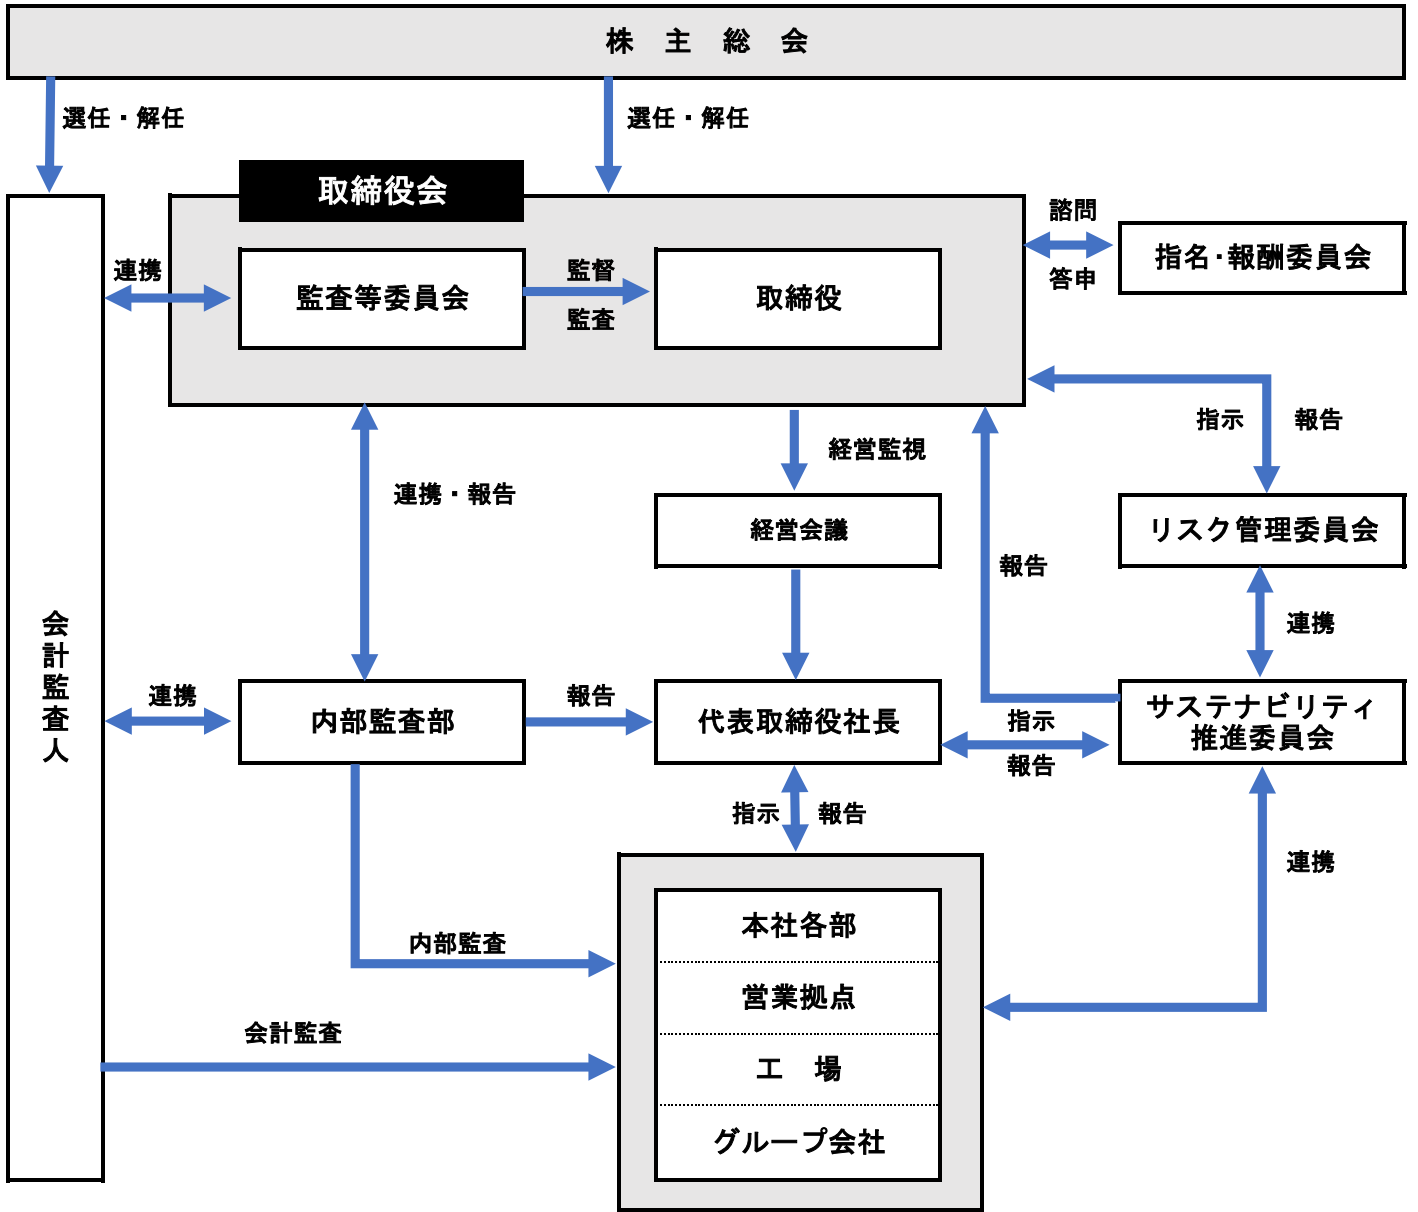 株　主　総　会
選任・解任
選任・解任
取締役会
諮問
連携
監査等委員会
監督
監査
取締役
答申
指名・報酬委員会
指示
報告
経営監視
連携・報告
経営会議
リスク管理委員会
報告
連携
会計監査人
連携
内部監査部
報告
代表取締役社長
指示
報告
サステナビリティ
推進委員会
指示
報告
連携
本社各部
内部監査
営業拠点
会計監査
工　場
グループ会社